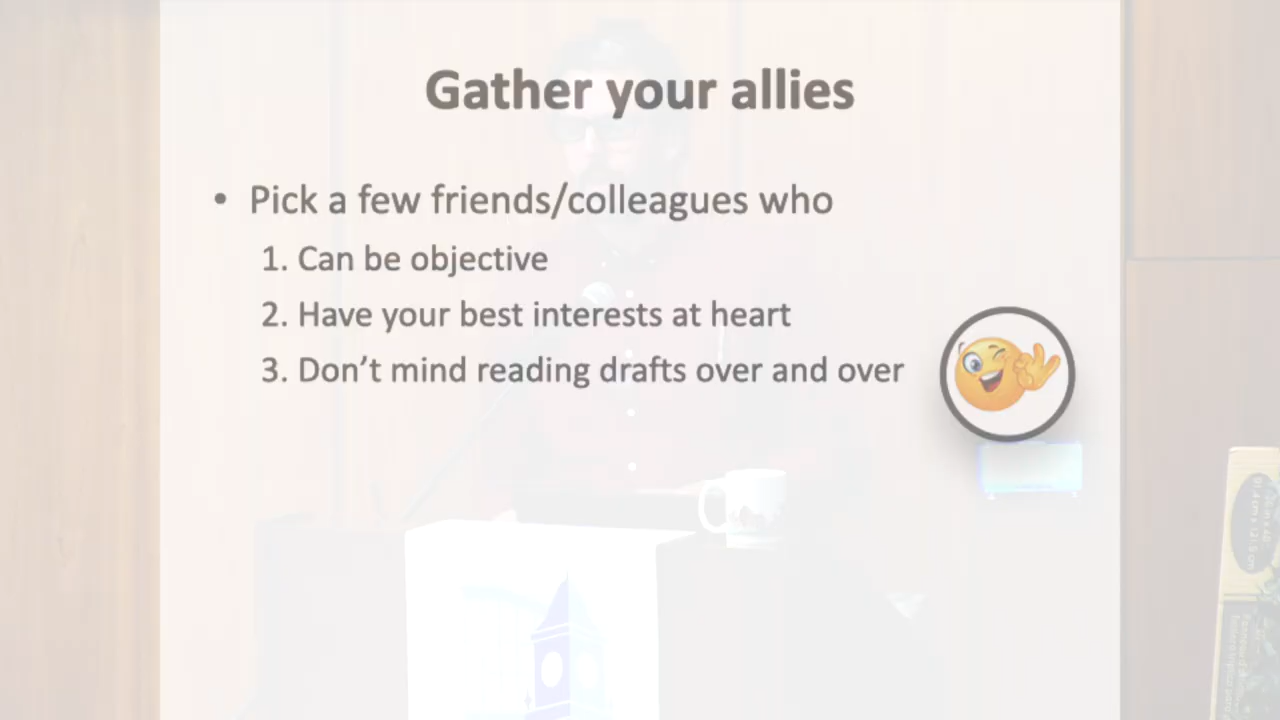 Gather your allies
• Pick a few friends/colleagues who
1. Can be objective
2. Have your best interests at heart
3. Don't mind reading drafts over and over